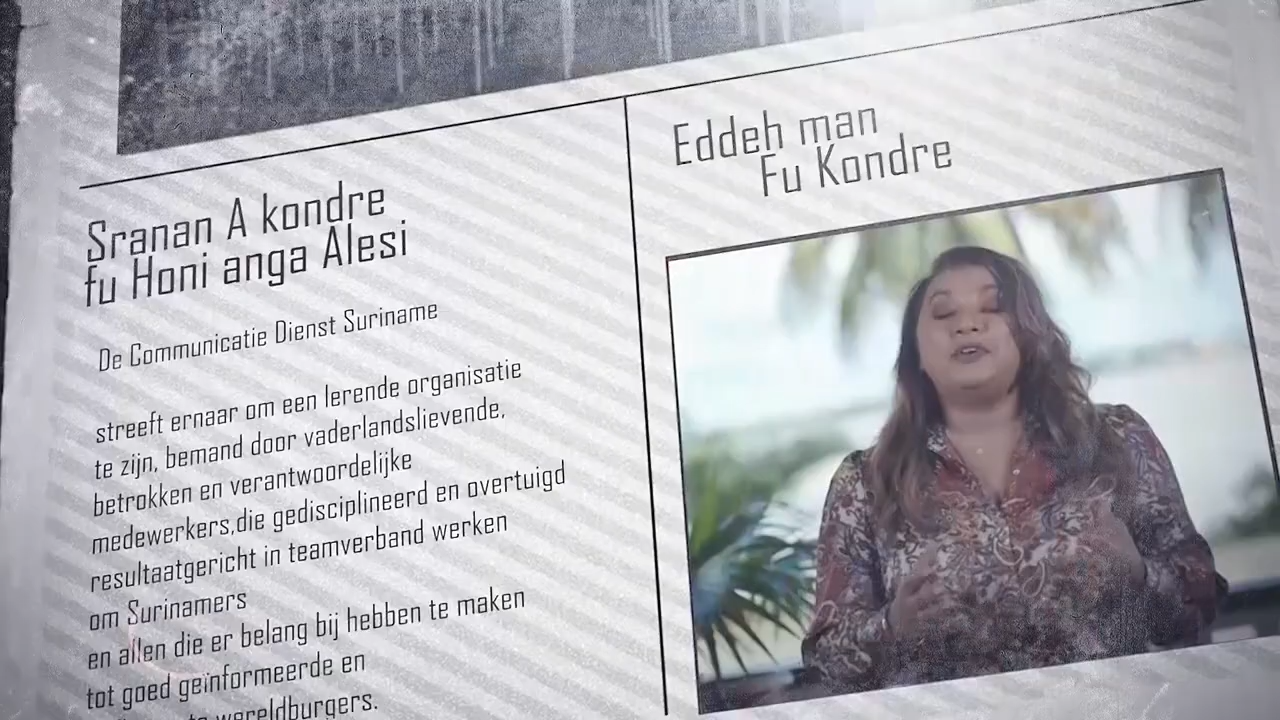 Sranan A kondre
fu Honi anga Alesi
De Communicatie Dienst Suriname
streeft ernaar om een lerende organisatie
te zijn, bemand door vaderlandslievende,
betrokken en verantwoordelijke
medewerkers,die gedisciplineerd en overtuigd
resultaatgericht in teamverband werken
om Surinamers
en allen die er belang bij hebben te maken
tot goed geïnformeerde en
wereldburgers.
Eddeh man
Fu Kondre